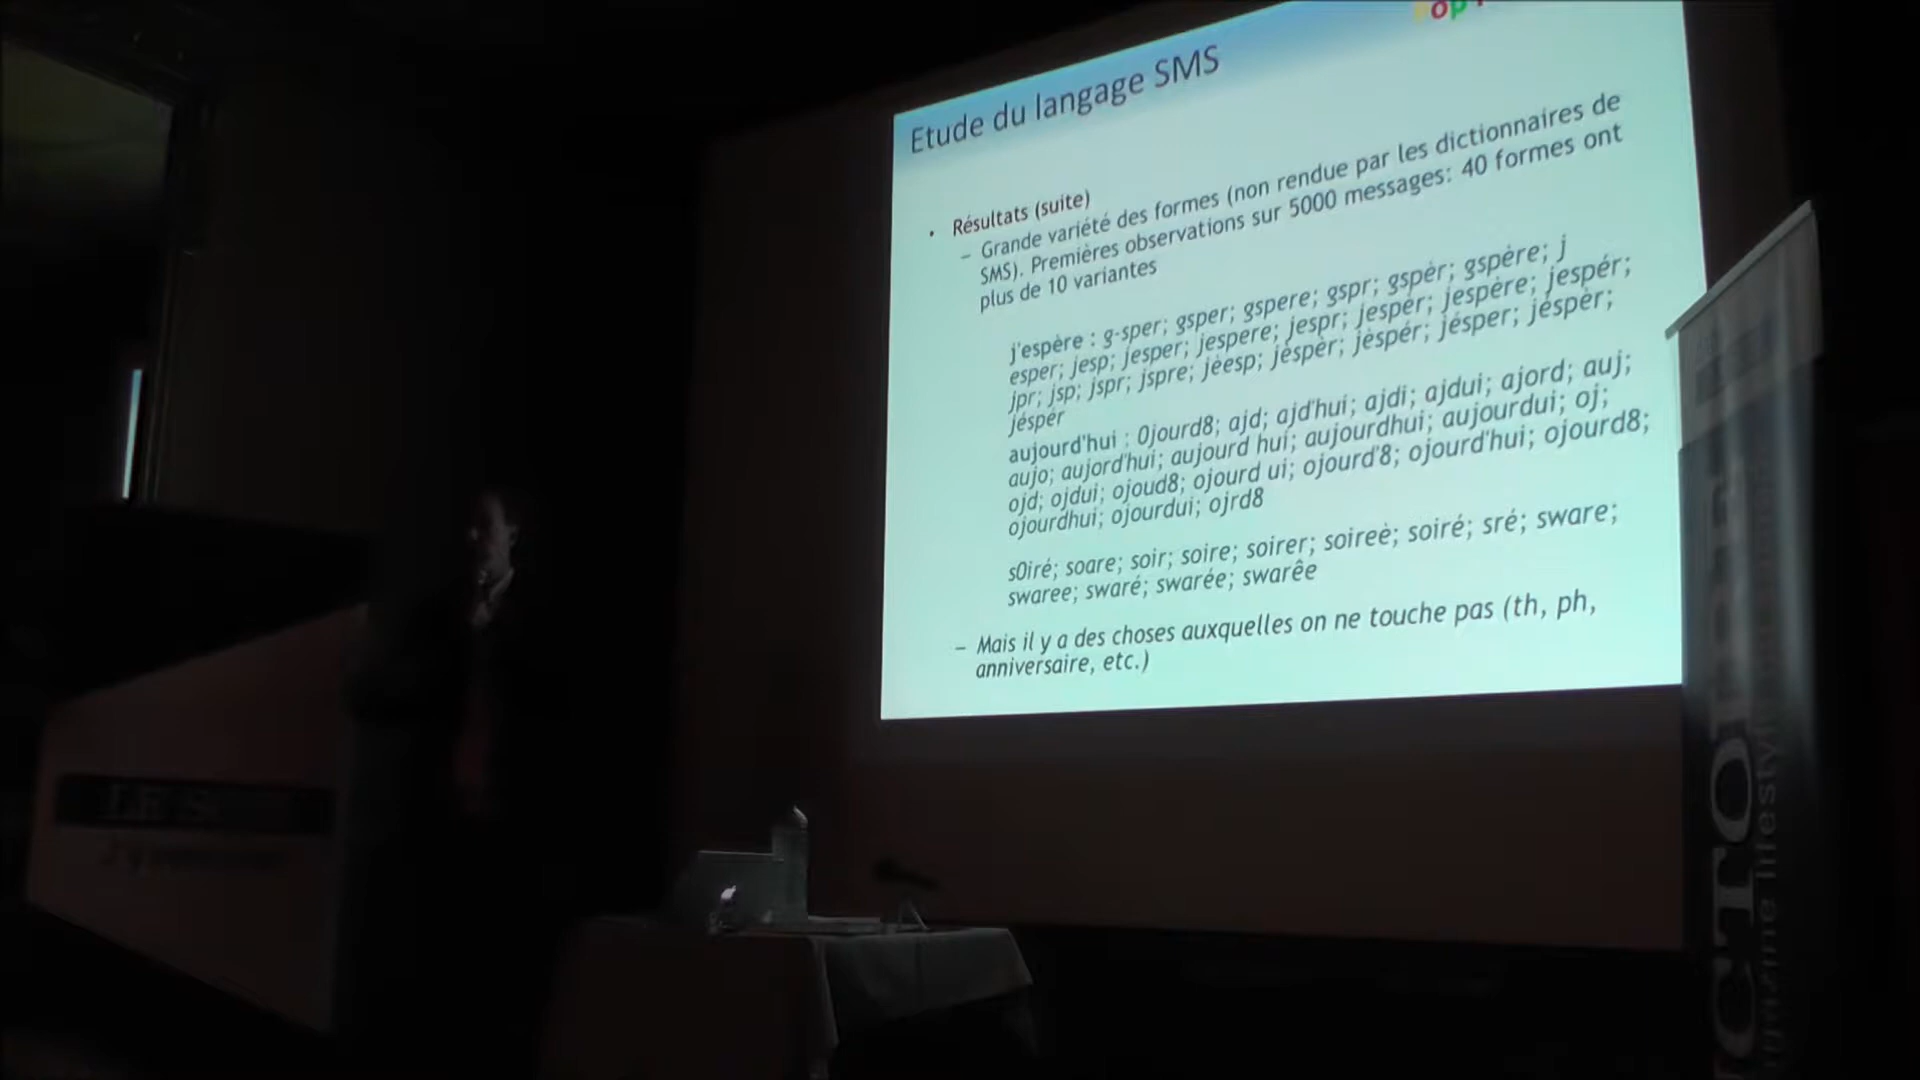 Etude du langage SMS
• Résultats (suite)
– Grande variété des formes (non rendue par les dictionnaires de
SMS). Premières observations sur 5000 messages: 40 formes ont
plus de 10 variantes
j'espère : g-sper; gsper; gspere; gspr; gspèr; gspère; j
esper; jesp; jesper; jespere; jespr; jespèr; jespère; jespér;
jpr; jsp; jspr; jspre; jèesp; jèspèr; jèspér; jésper; jéspèr;
jéspér
aujourd'hui : 0jourd8; ajd; ajd'hui; ajdi; ajdui; ajord; auj;
aujo; aujord'hui; aujourd hui; aujourdhui; aujourdui; oj;
ojd; ojdui; ojoud8; ojourd ui; ojourd'8; ojourd'hui; ojourd8;
ojourdhui; ojourdui; ojrd8
s0iré; soare; soir; soire; soirer; soireè; soiré; sré; sware;
swaree; swaré; swarée; swarêe
– Mais il y a des choses auxquelles on ne touche pas (th, ph,
anniversaire, etc.)